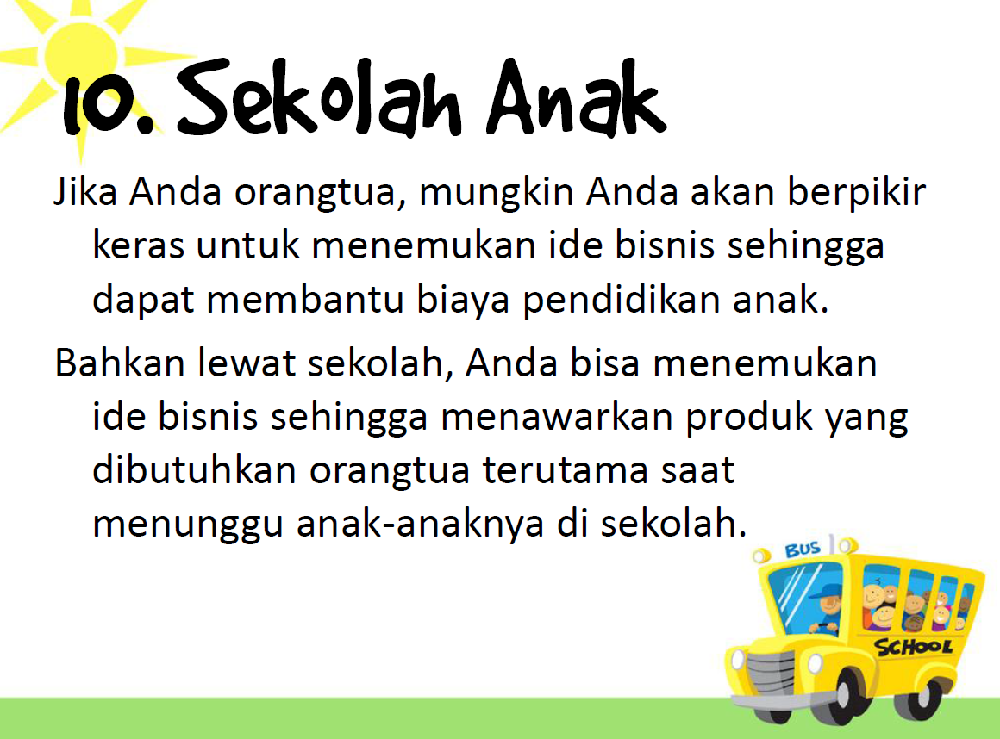 10. Sekolah Anak
Jika Anda orangtua, mungkin Anda akan berpikir
keras untuk menemukan ide bisnis sehingga
dapat membantu biaya pendidikan anak.
Bahkan lewat sekolah, Anda bisa menemukan
ide bisnis sehingga menawarkan produk yang
dibutuhkan orangtua terutama saat
menunggu anak-anaknya di sekolah.
BUS
SCHOOL